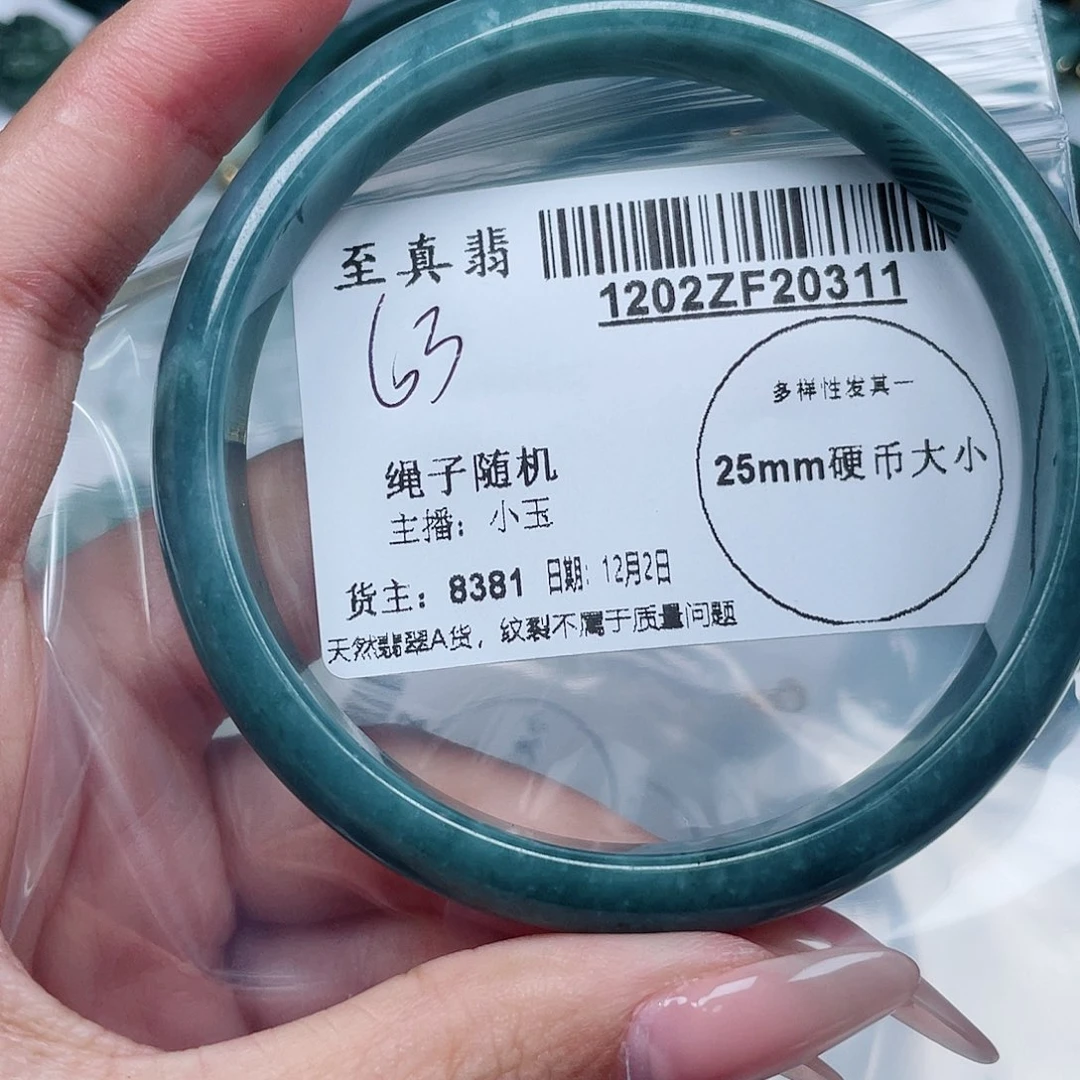 至真翡
1202ZF20311
63
多样性发其一
25mm硬币大小
绳子随机
主播：小玉
货主：8381 日期：12月2日
天然翡翠A货，纹裂不属于质量问题